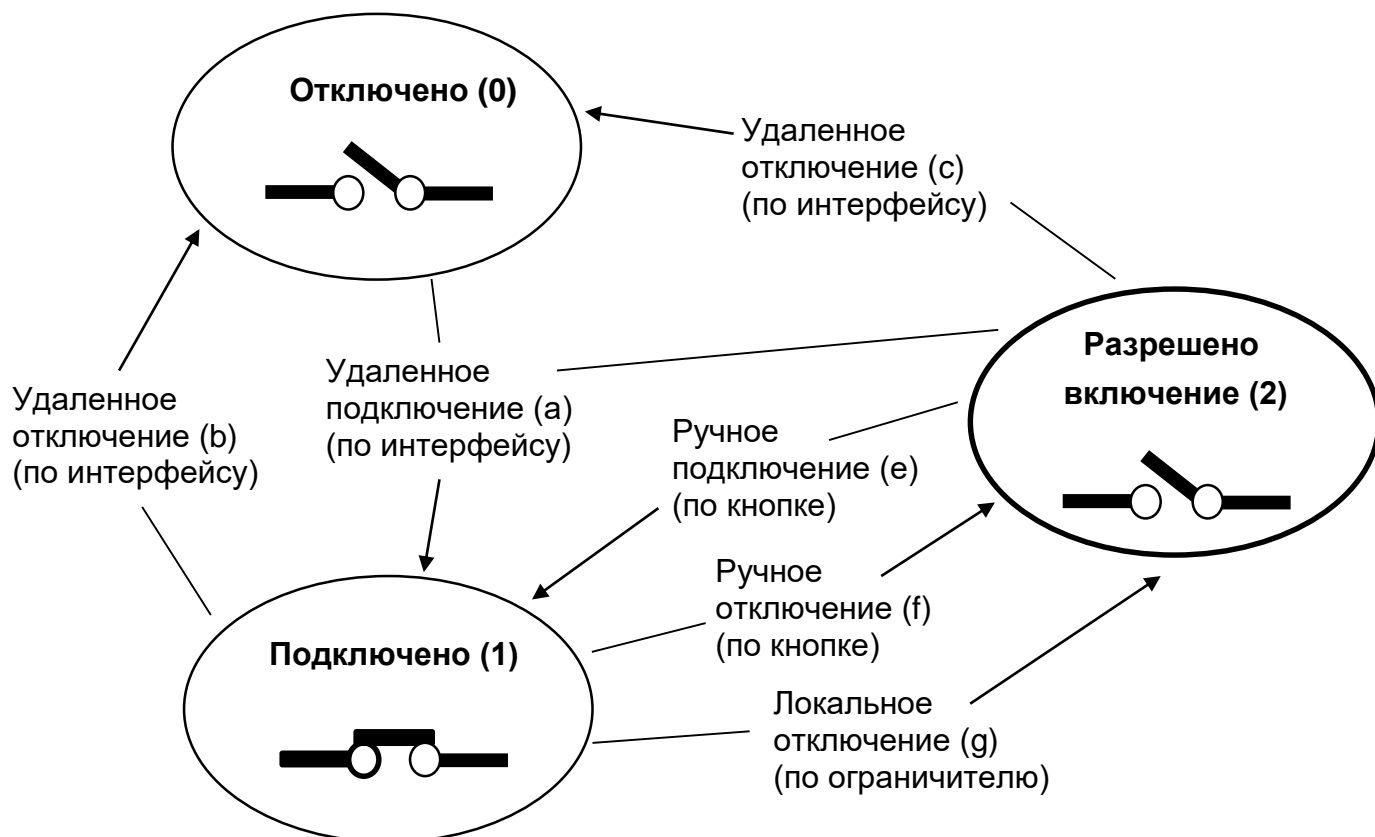 Отключено (0)
Удаленное
отключение (c)
(по интерфейсу)
Разрешено
включение (2)
Удаленное
отключение (b)
(по интерфейсу)
Удаленное
подключение (a)
(по интерфейсу)
Ручное
подключение (e)
(по кнопке)
Ручное
отключение (f)
(по кнопке)
Подключено (1)
Локальное
отключение (g)
(по ограничителю)